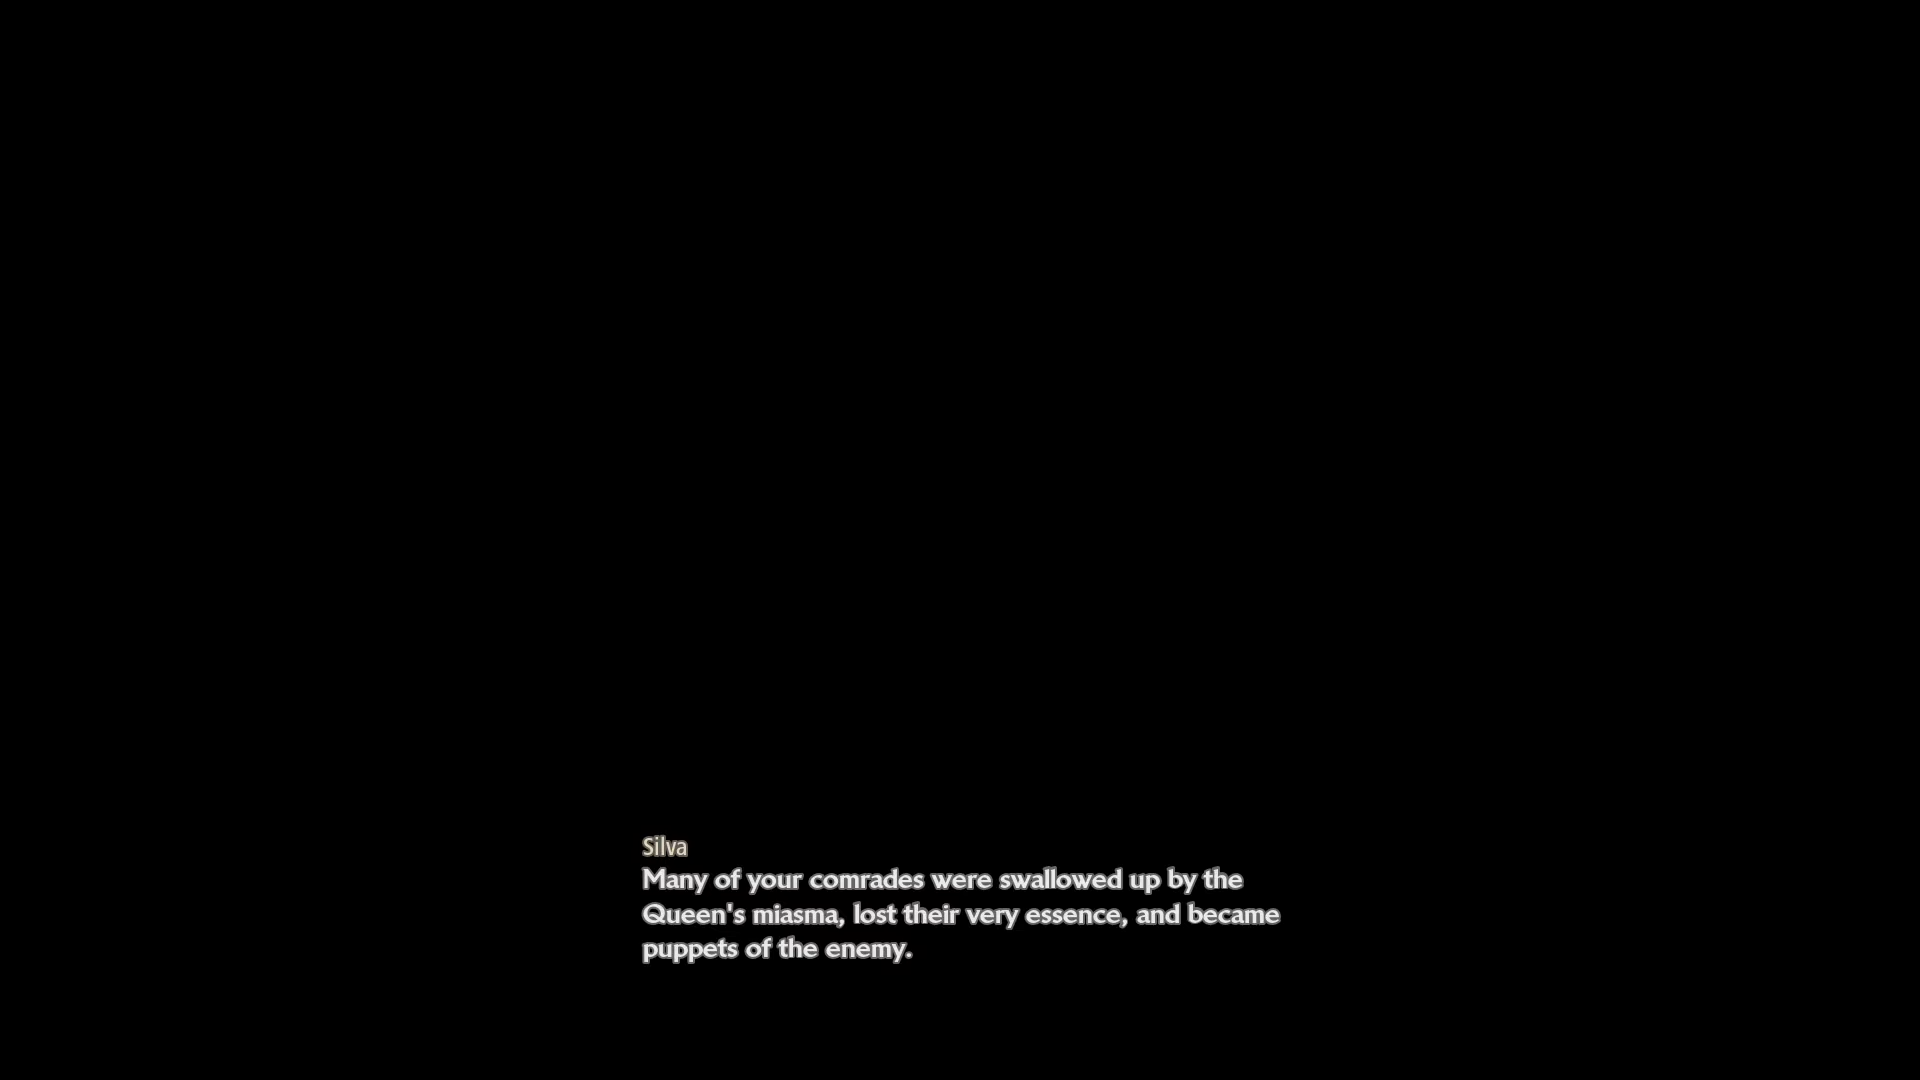 Silva
Many of your comrades were swallowed up by the
Queen's miasma, lost their very essence, and became
puppets of the enemy.